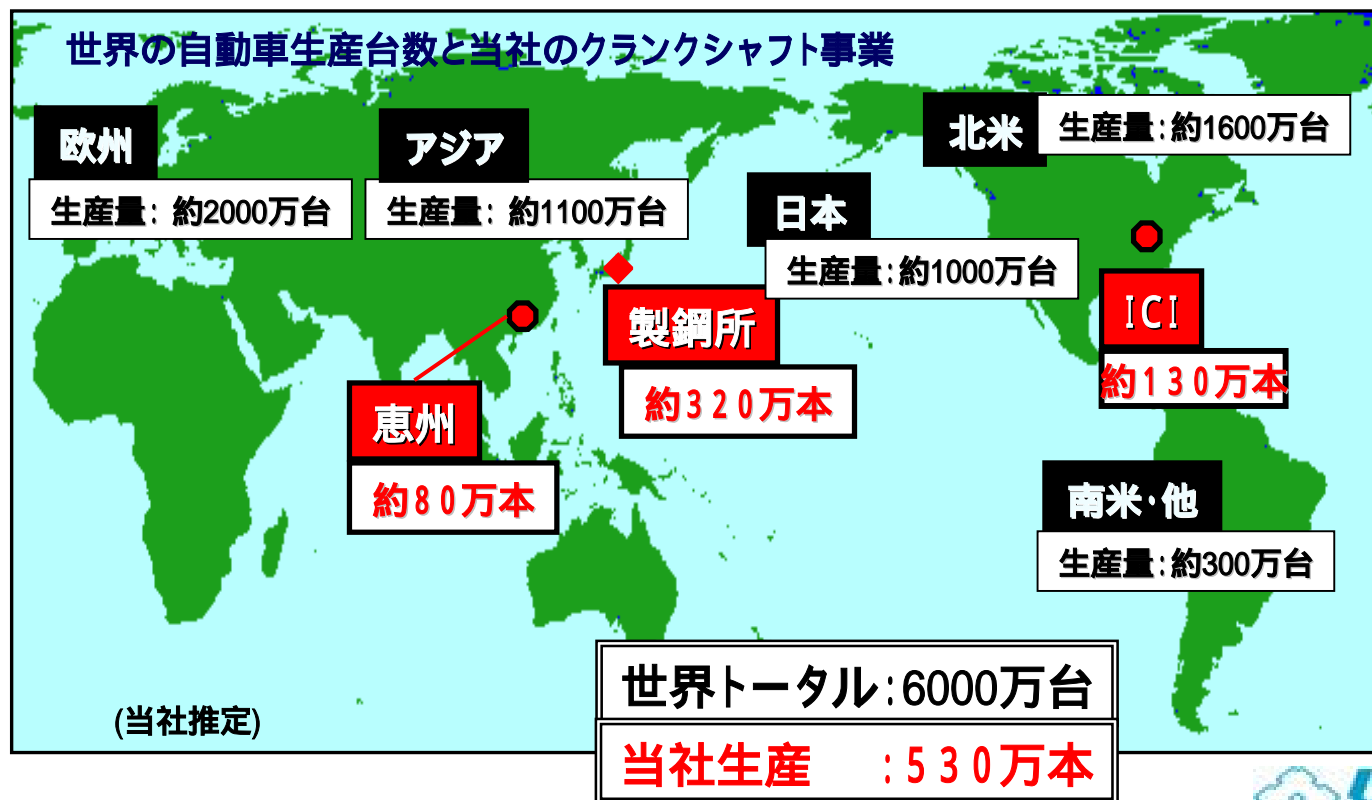 世界の自動車生産台数と当社のクランクシャフト事業
欧州
生産量： 約2000万台
アジア
生産量： 約1100万台
北米
生産量：約1600万台
日本
生産量：約1000万台
製鋼所
約３２０万本
ＩＣＩ
約１３０万本
恵州
約８０万本
南米・他
生産量：約300万台
世界トータル：6000万台
当社生産　：５３０万本
(当社推定)